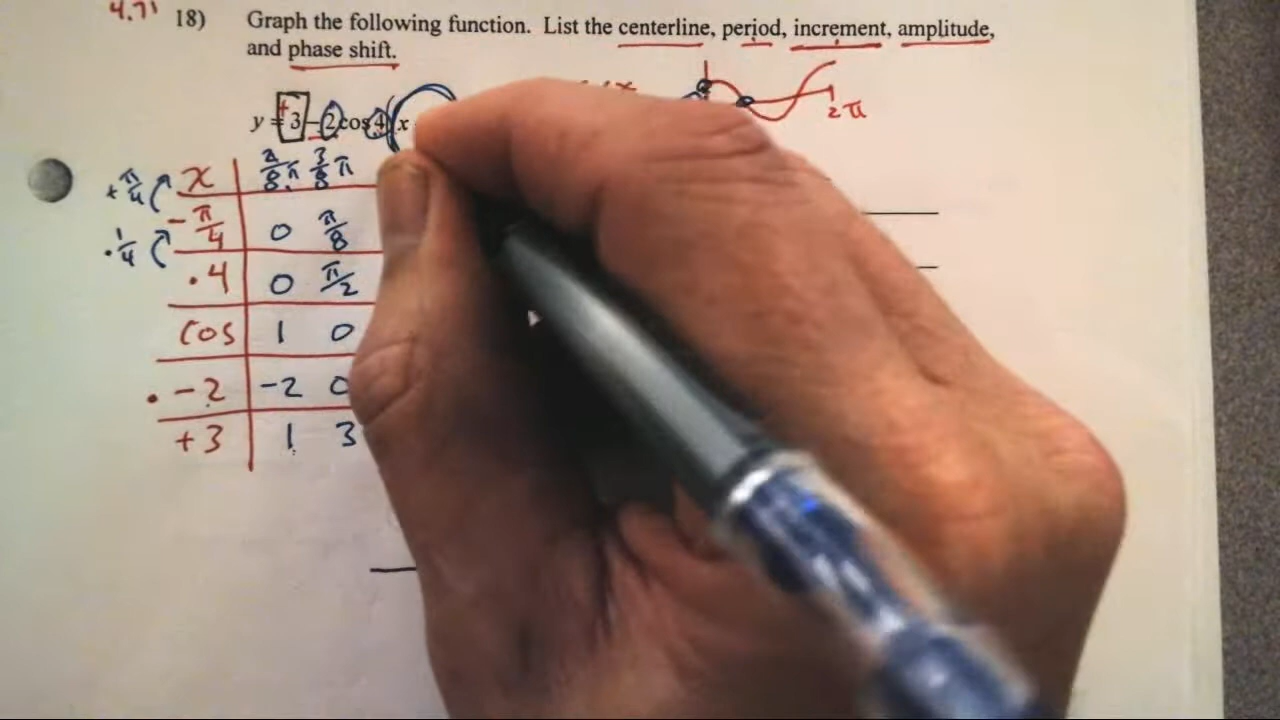 4.71
18) Graph the following function. List the centerline, period, increment, amplitude,
and phase shift.
y = 3 - 2cos4(x
2π
x 2/8 π 3/8 π
+ π/4
- π/4 0 π/8
· 1/4
· 4 0 π/2
cos 1 0
· -2 -2 0
+3 1 3